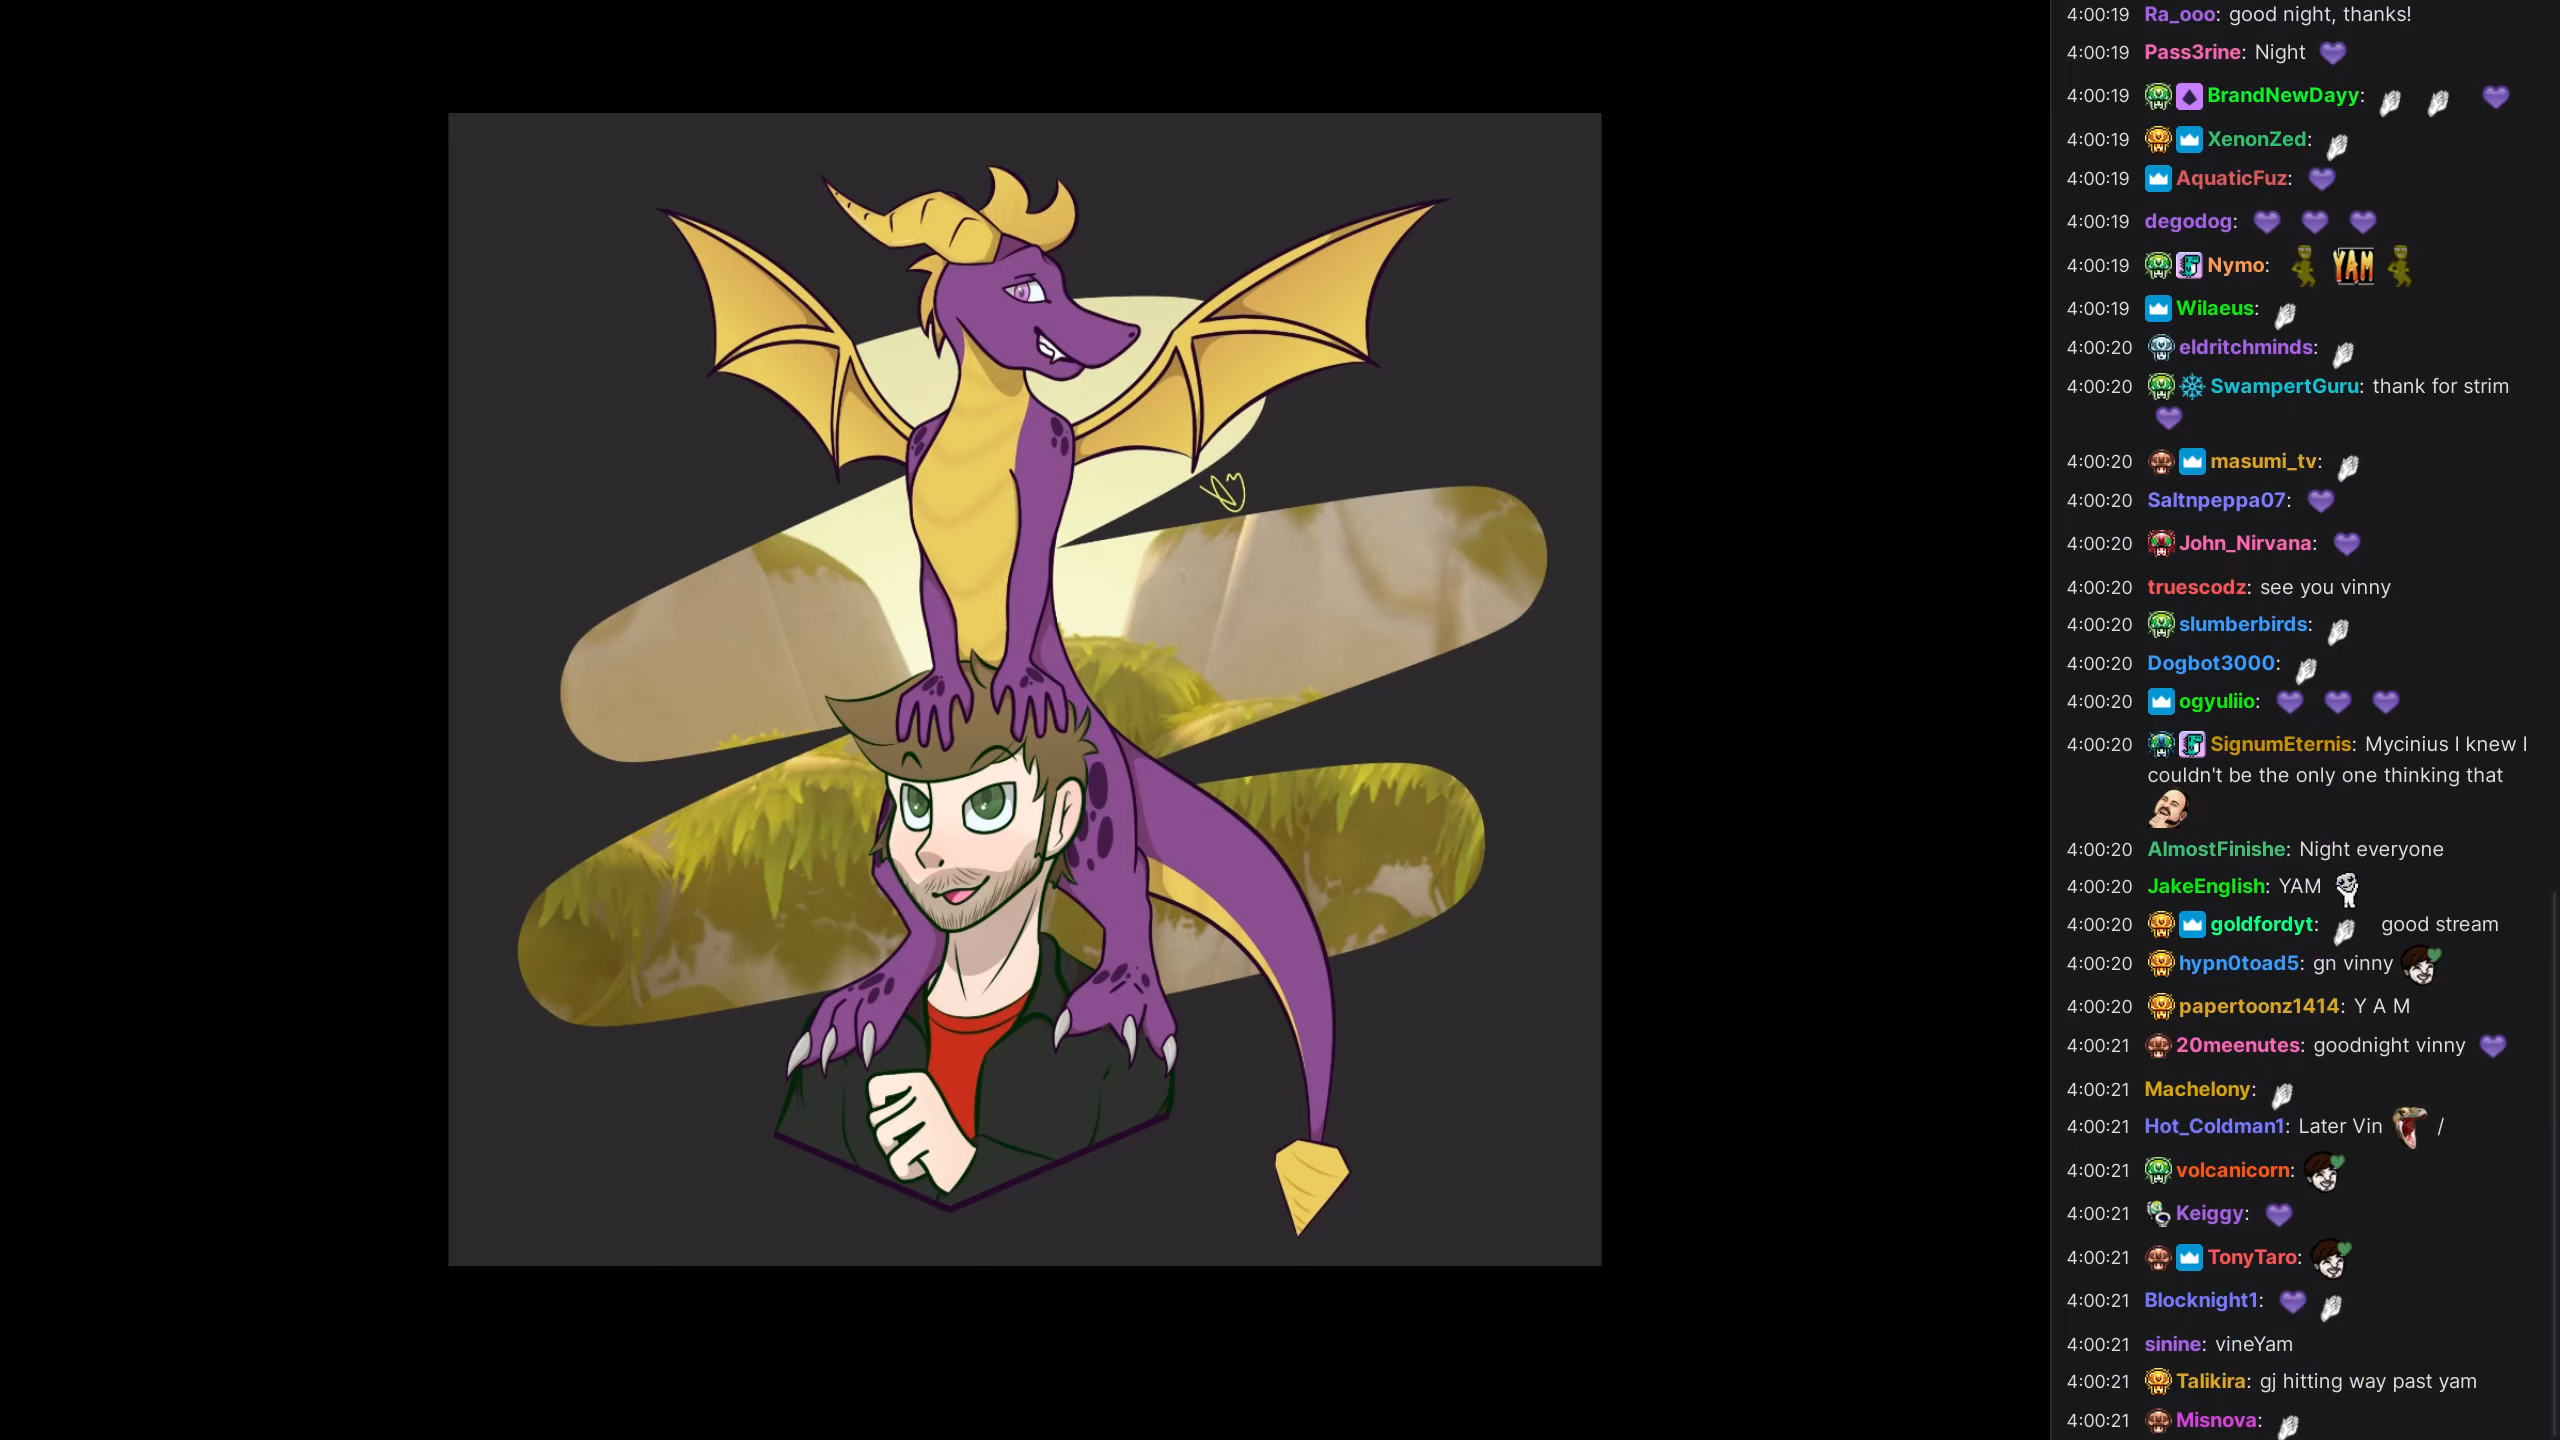 4:00:19 Ra_ooo: good night, thanks!
4:00:19 Pass3rine: Night
4:00:19 BrandNewDayy:
4:00:19 XenonZed:
4:00:19 AquaticFuz:
4:00:19 degodog:
4:00:19 Nymo: YAM
4:00:19 Wilaeus:
4:00:20 eldritchminds:
4:00:20 SwampertGuru: thank for strim
4:00:20 masumi_tv:
4:00:20 Saltnpeppa07:
4:00:20 John_Nirvana:
4:00:20 truescodz: see you vinny
4:00:20 slumberbirds:
4:00:20 Dogbot3000:
4:00:20 ogyuliio:
4:00:20 SignumEternis: Mycinius I knew I
couldn't be the only one thinking that
4:00:20 AlmostFinishe: Night everyone
4:00:20 JakeEnglish: YAM
4:00:20 goldfordyt: good stream
4:00:20 hypn0toad5: gn vinny
4:00:20 papertoonz1414: Y A M
4:00:21 20meenutes: goodnight vinny
4:00:21 Machelony:
4:00:21 Hot_Coldman1: Later Vin /
4:00:21 volcanicorn:
4:00:21 Keiggy:
4:00:21 TonyTaro:
4:00:21 Blocknight1:
4:00:21 sinine: vineYam
4:00:21 Talikira: gj hitting way past yam
4:00:21 Misnova: